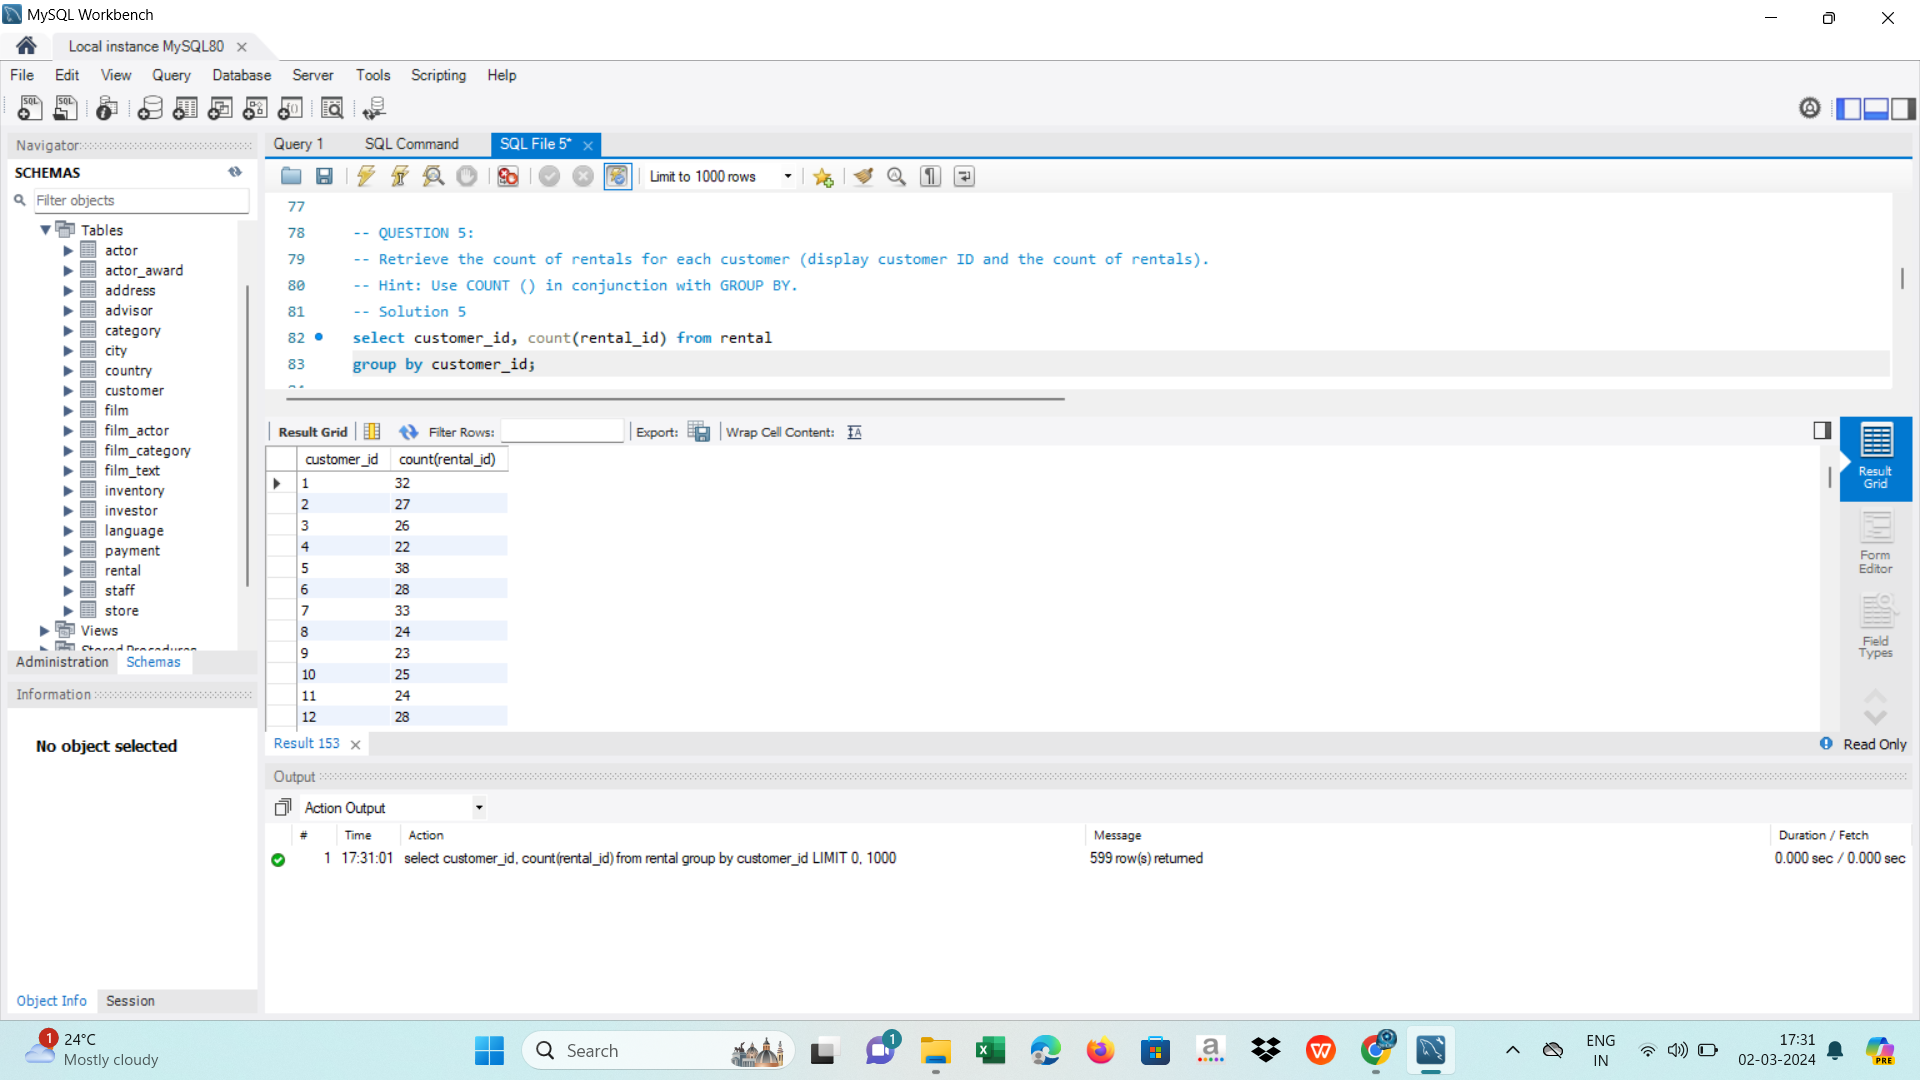 MySQL Workbench
Local instance MySQL80
File Edit View Query Database Server Tools Scripting Help
Navigator
SCHEMAS
Filter objects
Tables
actor
actor_award
address
advisor
category
city
country
customer
film
film_actor
film_category
film_text
inventory
investor
language
payment
rental
staff
store
Views
Stored Procedures
Administration Schemas
Information
No object selected
Object Info Session
Query 1 SQL Command SQL File 5*
Limit to 1000 rows
77
78 -- QUESTION 5:
79 -- Retrieve the count of rentals for each customer (display customer ID and the count of rentals).
80 -- Hint: Use COUNT () in conjunction with GROUP BY.
81 -- Solution 5
82 select customer_id, count(rental_id) from rental
83 group by customer_id;
Result Grid Filter Rows: Export: Wrap Cell Content:
customer_id count(rental_id)
1 32
2 27
3 26
4 22
5 38
6 28
7 33
8 24
9 23
10 25
11 24
12 28
Result Grid
Form Editor
Field Types
Result 153
Read Only
Output
Action Output
# Time Action Message Duration / Fetch
1 17:31:01 select customer_id, count(rental_id) from rental group by customer_id LIMIT 0, 1000 599 row(s) returned 0.000 sec / 0.000 sec
1 24°C
Mostly cloudy
Search
1
ENG
IN
17:31
02-03-2024
PRE